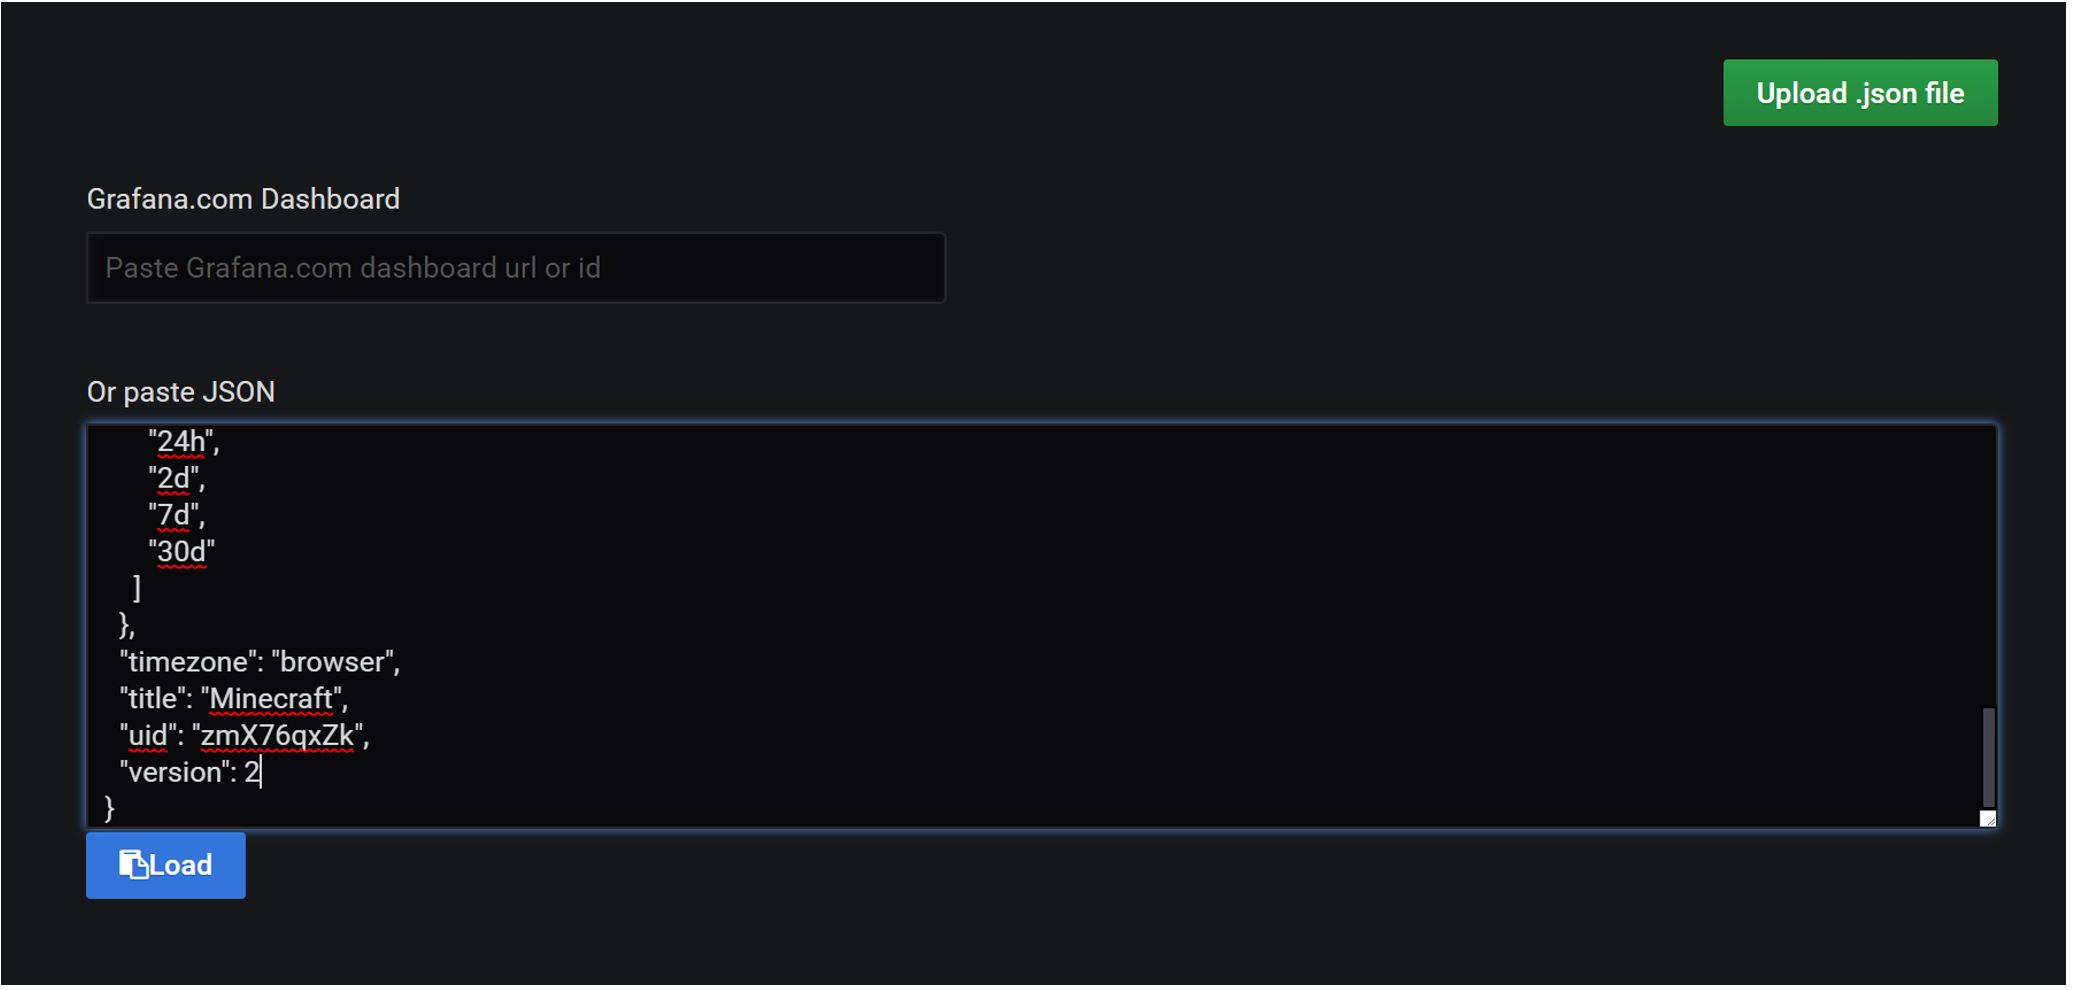 Upload .json file
Grafana.com Dashboard
Paste Grafana.com dashboard url or id
Or paste JSON
"24h",
"2d",
"7d",
"30d"
]
},
"timezone": "browser",
"title": "Minecraft",
"uid": "zmX76qxZk",
"version": 2
}
Load